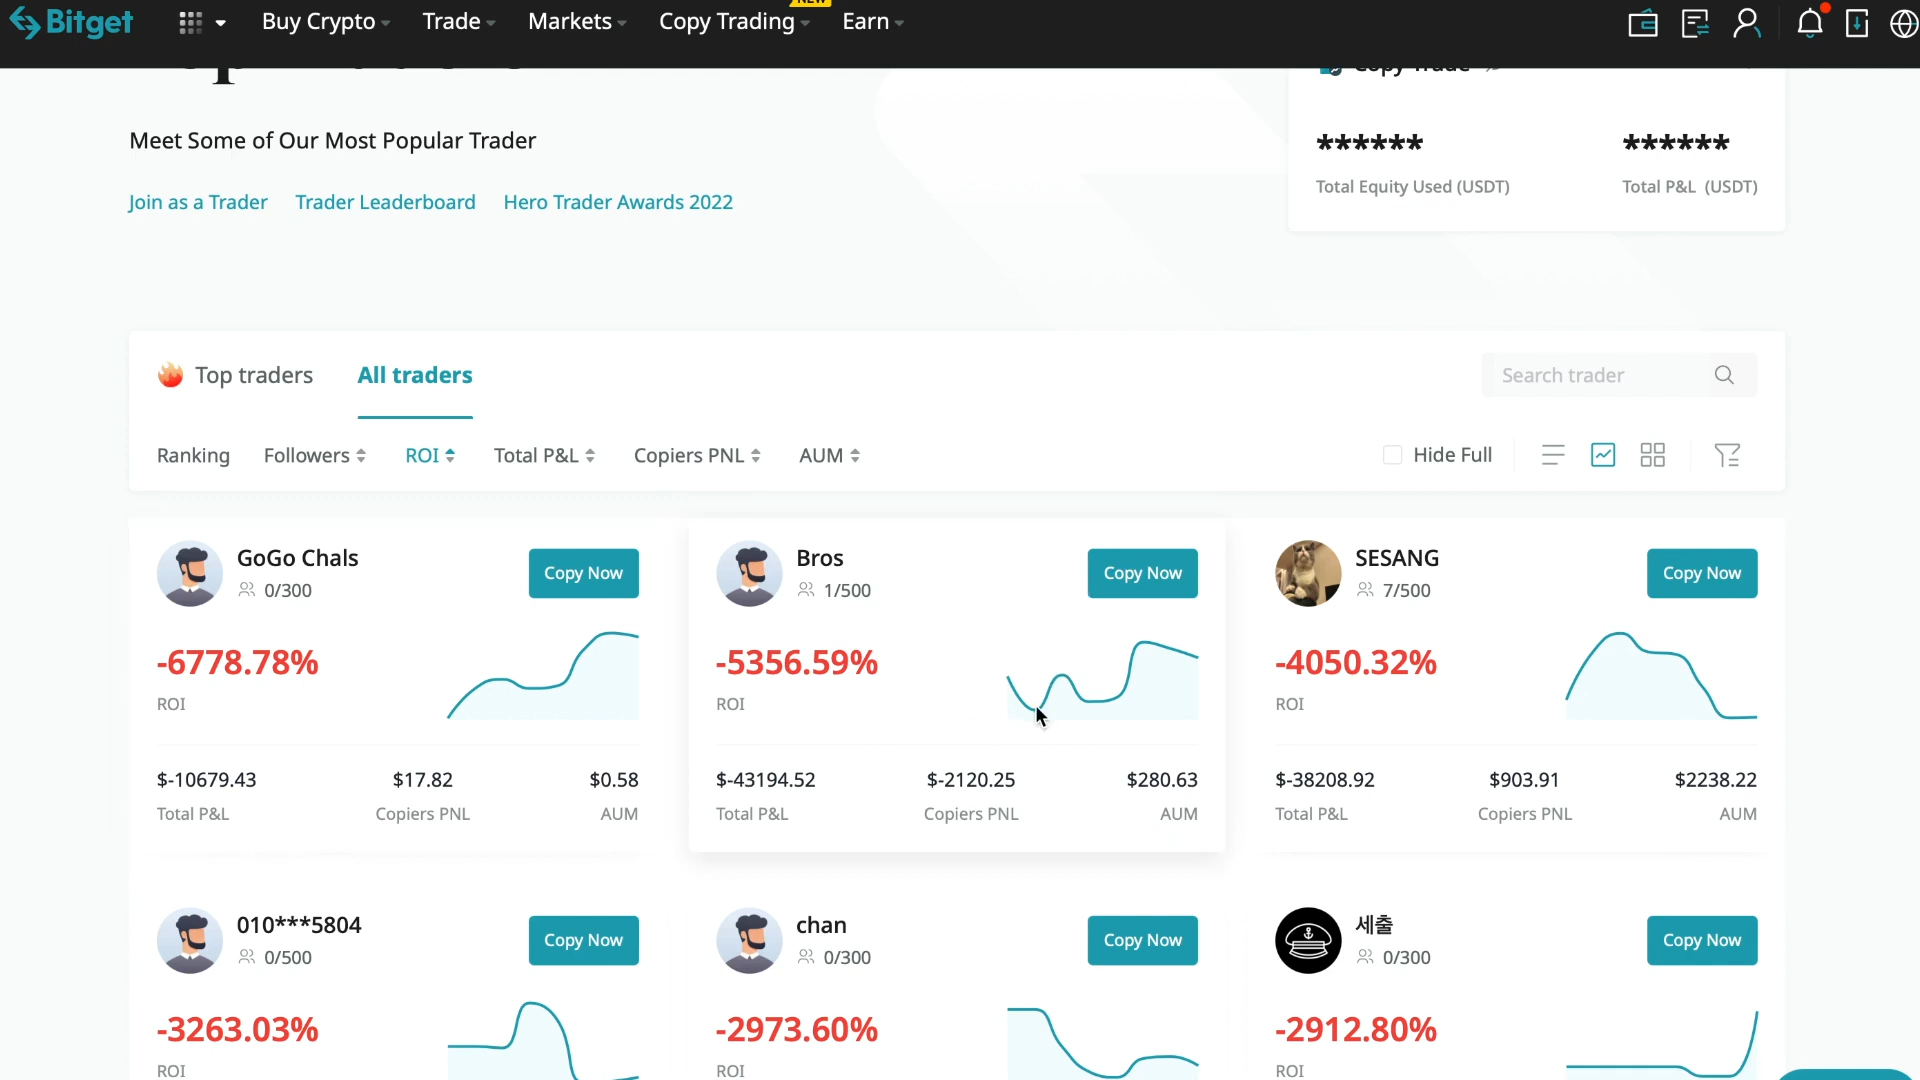 Bitget
Buy Crypto
Trade
Markets
Copy Trading
NEW
Earn
Copy Trade
Meet Some of Our Most Popular Trader
Join as a Trader
Trader Leaderboard
Hero Trader Awards 2022
******
******
Total Equity Used (USDT)
Total P&L (USDT)
Top traders
All traders
Search trader
Ranking
Followers
ROI
Total P&L
Copiers PNL
AUM
Hide Full
GoGo Chals
0/300
Copy Now
-6778.78%
ROI
$-10679.43
$17.82
$0.58
Total P&L
Copiers PNL
AUM
Bros
1/500
Copy Now
-5356.59%
ROI
$-43194.52
$-2120.25
$280.63
Total P&L
Copiers PNL
AUM
SESANG
7/500
Copy Now
-4050.32%
ROI
$-38208.92
$903.91
$2238.22
Total P&L
Copiers PNL
AUM
010***5804
0/500
Copy Now
-3263.03%
ROI
chan
0/300
Copy Now
-2973.60%
ROI
세출
0/300
Copy Now
-2912.80%
ROI